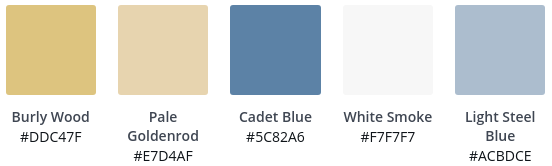 Burly Wood
#DDC47F
Pale
Goldenrod
#E7D4AF
Cadet Blue
#5C82A6
White Smoke
#F7F7F7
Light Steel
Blue
#ACBDCE